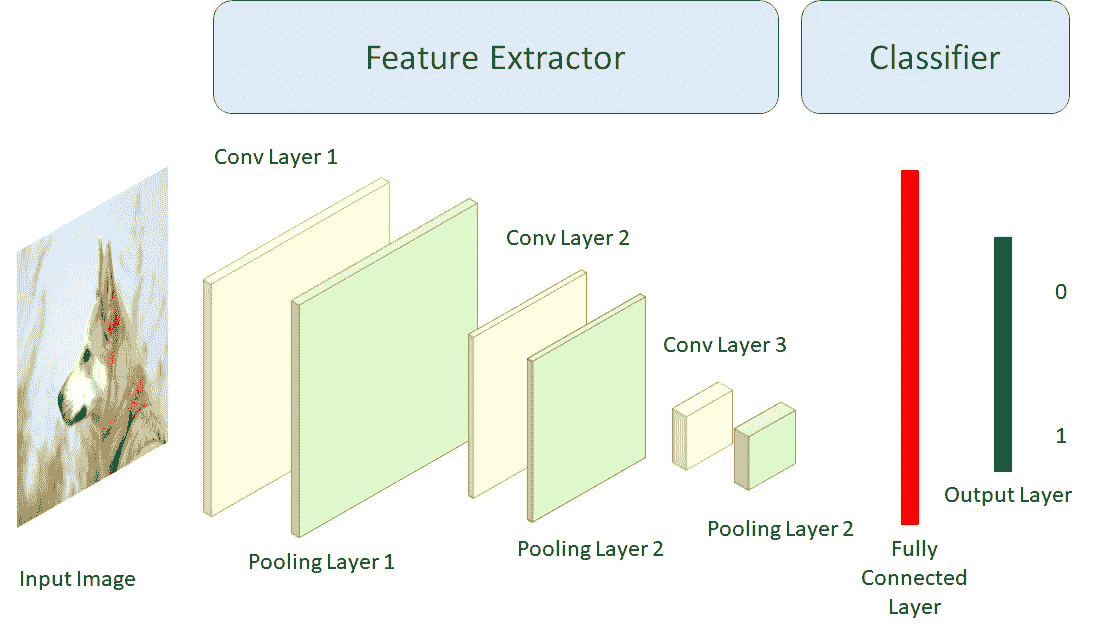 Feature Extractor
Classifier
Conv Layer 1
Conv Layer 2
Conv Layer 3
0
1
Output Layer
Pooling Layer 1
Pooling Layer 2
Pooling Layer 2
Input Image
Fully
Connected
Layer